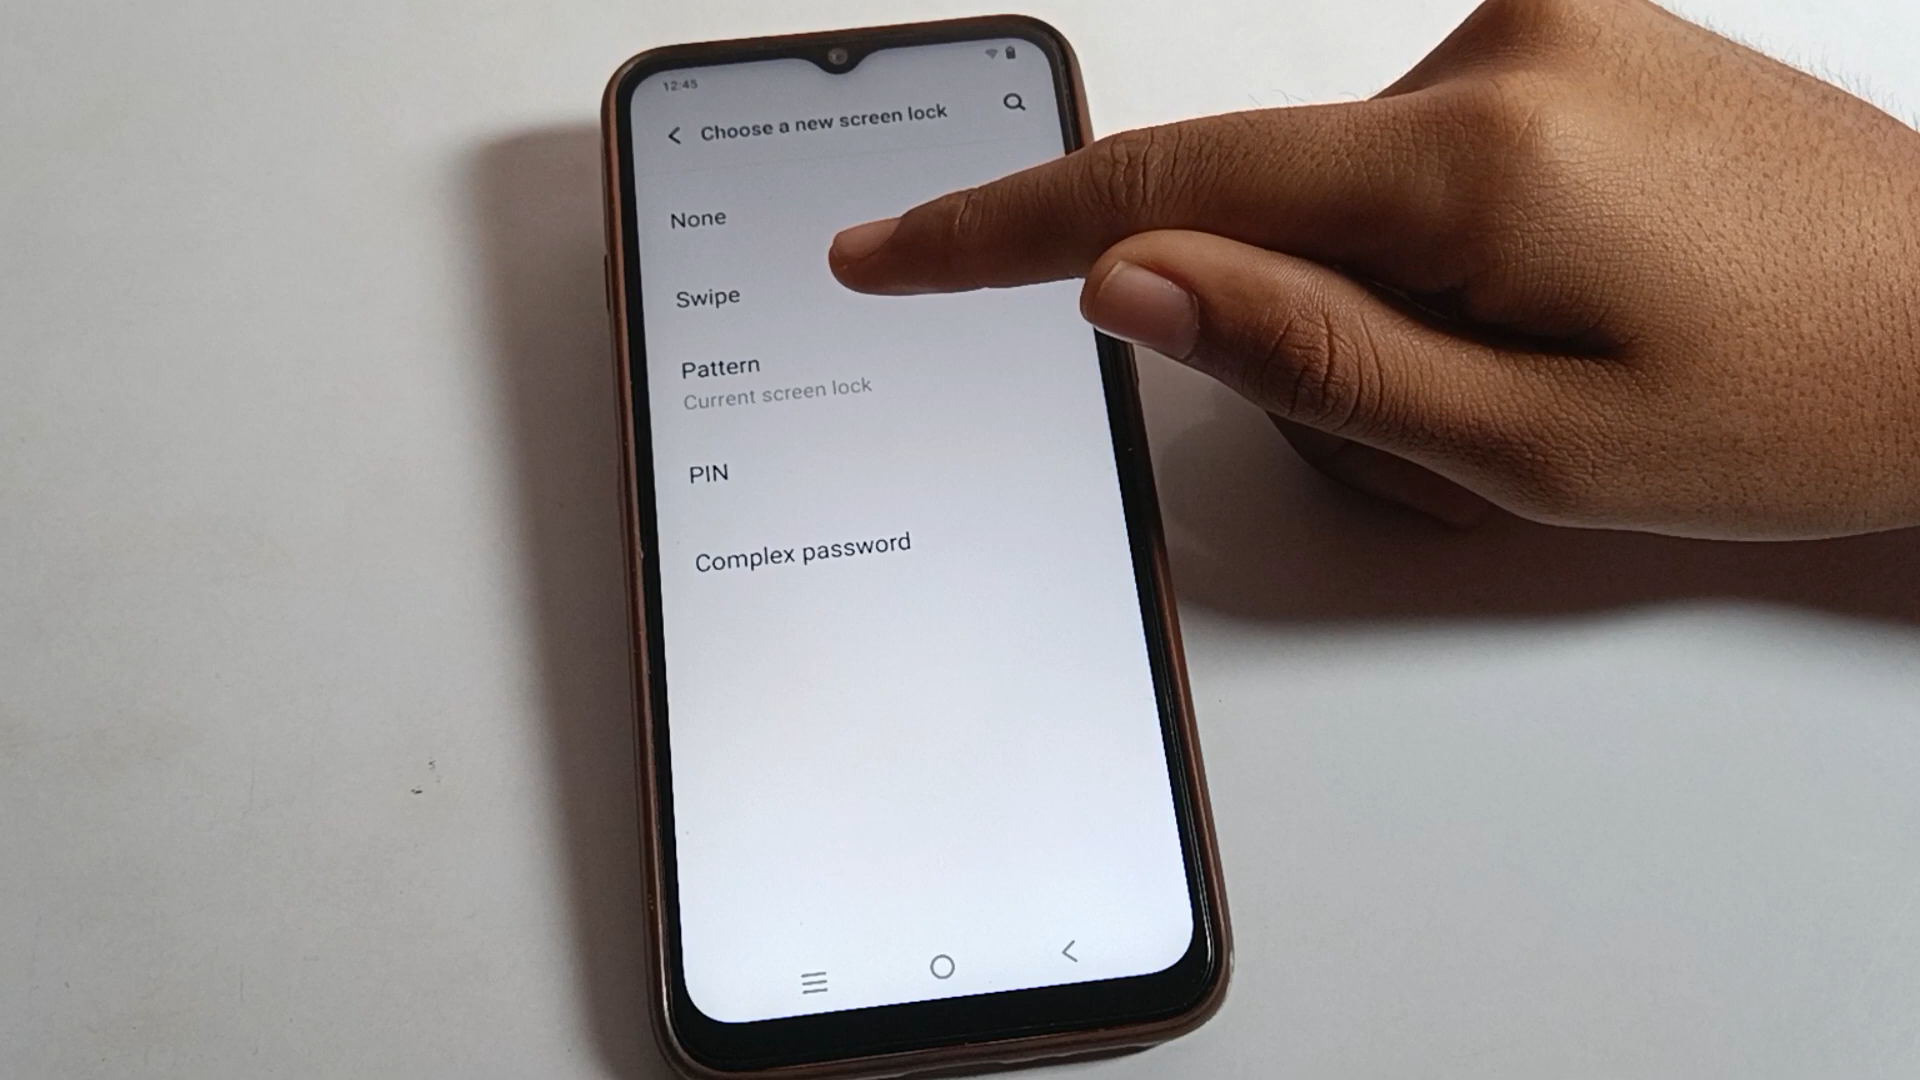 12:45
Choose a new screen lock
None
Swipe
Pattern
Current screen lock
PIN
Complex password